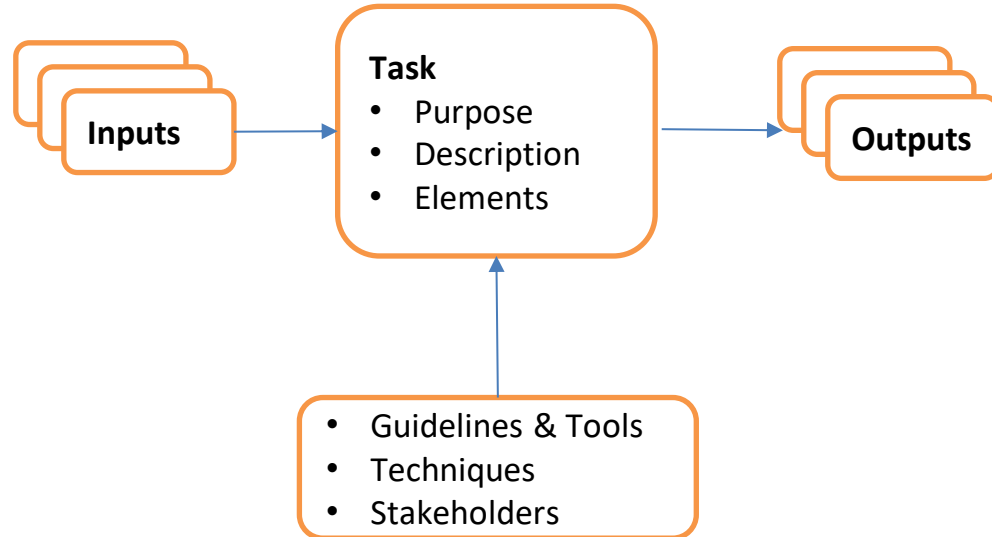 Inputs
Task
• Purpose
• Description
• Elements
Outputs
• Guidelines & Tools
• Techniques
• Stakeholders